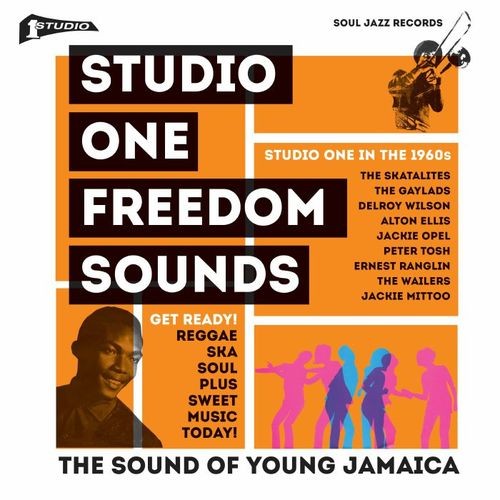 1 STUDIO
SOUL JAZZ RECORDS
STUDIO
ONE
FREEDOM
SOUNDS
STUDIO ONE IN THE 1960s
THE SKATALITES
THE GAYLADS
DELROY WILSON
ALTON ELLIS
JACKIE OPEL
PETER TOSH
ERNEST RANGLIN
THE WAILERS
JACKIE MITTOO
GET READY!
REGGAE
SKA
SOUL
PLUS
SWEET
MUSIC
TODAY!
THE SOUND OF YOUNG JAMAICA